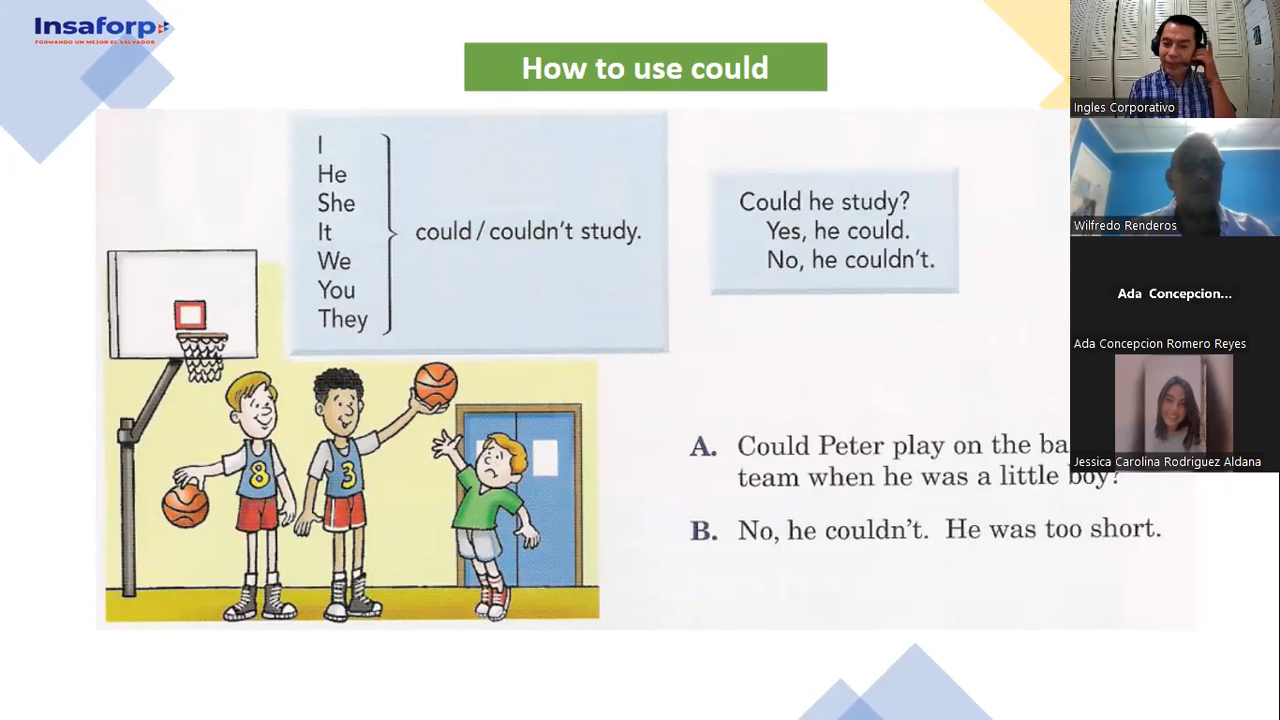 Insaforp
FORMANDO UN MEJOR EL SALVADOR
How to use could
I
He
She
It
We
You
They
could / couldn't study.
Could he study?
Yes, he could.
No, he couldn't.
8
3
A. Could Peter play on the ba
team when he was a little boy?
B. No, he couldn't. He was too short.
Ingles Corporativo
Wilfredo Renderos
Ada Concepcion...
Ada Concepcion Romero Reyes
Jessica Carolina Rodriguez Aldana